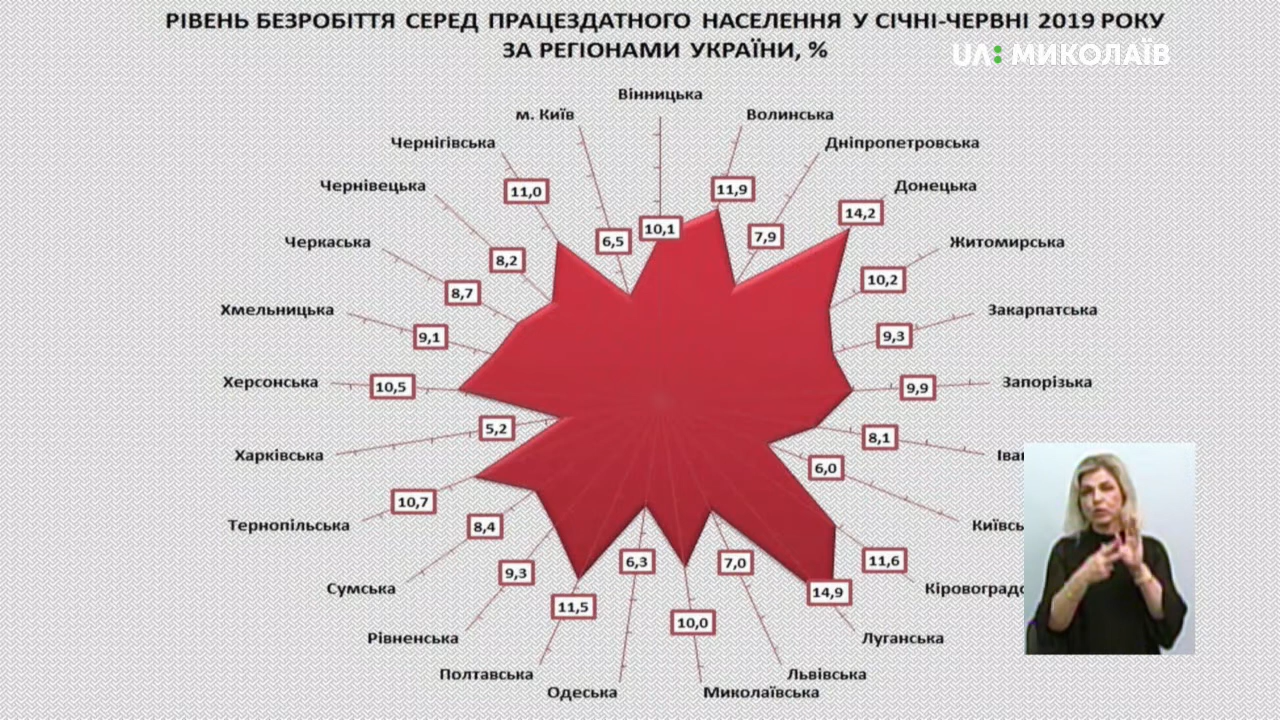 РІВЕНЬ БЕЗРОБІТТЯ СЕРЕД ПРАЦЕЗДАТНОГО НАСЕЛЕННЯ У СІЧНІ-ЧЕРВНІ 2019 РОКУ
ЗА РЕГІОНАМИ УКРАЇНИ, %
UA: МИКОЛАЇВ
Вінницька
10,1
Волинська
11,9
Дніпропетровська
7,9
Донецька
14,2
Житомирська
10,2
Закарпатська
9,3
Запорізька
9,9
8,1
6,0
11,6
Луганська
14,9
Львівська
7,0
Миколаївська
10,0
Одеська
6,3
Полтавська
11,5
Рівненська
9,3
Сумська
8,4
Тернопільська
10,7
Харківська
5,2
Херсонська
10,5
Хмельницька
9,1
Черкаська
8,7
Чернівецька
8,2
Чернігівська
11,0
м. Київ
6,5